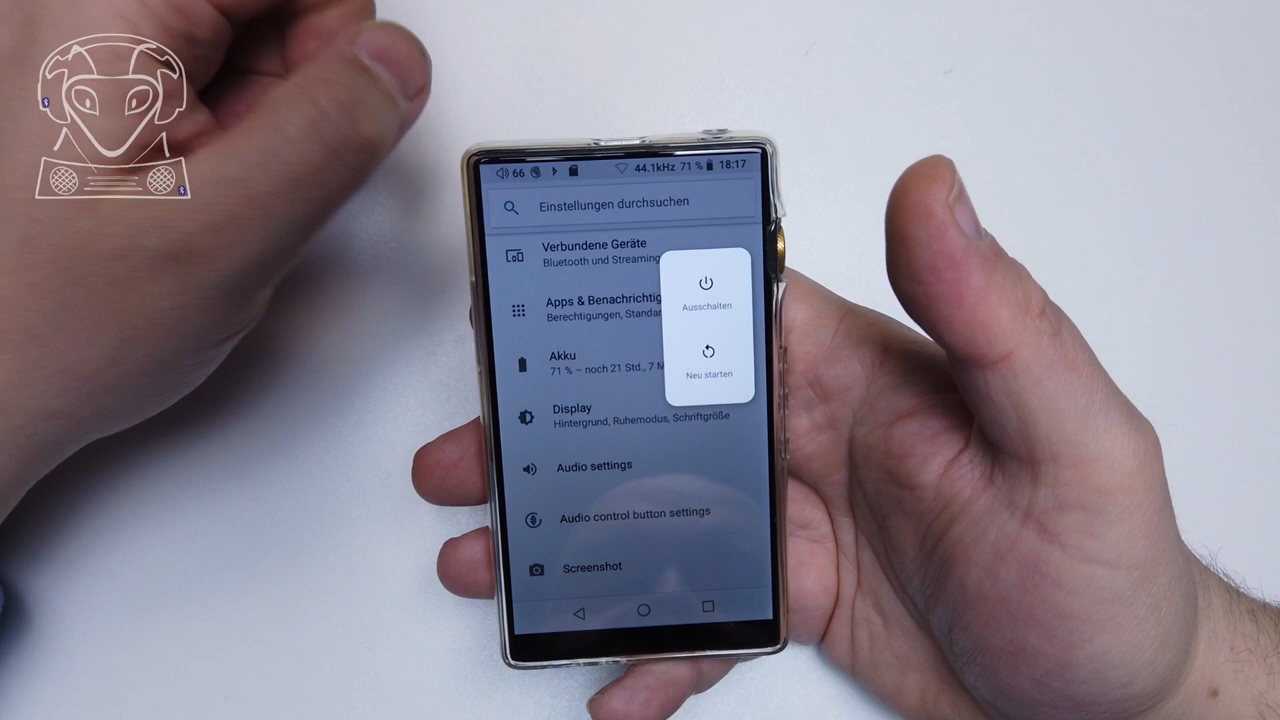 66 44.1kHz 71 % 18:17
Einstellungen durchsuchen
Verbundene Geräte
Bluetooth und Streaming
Apps & Benachrichtig
Berechtigungen, Standar
Akku
71 % – noch 21 Std., 7 M
Display
Hintergrund, Ruhemodus, Schriftgröße
Audio settings
Audio control button settings
Screenshot
Ausschalten
Neu starten